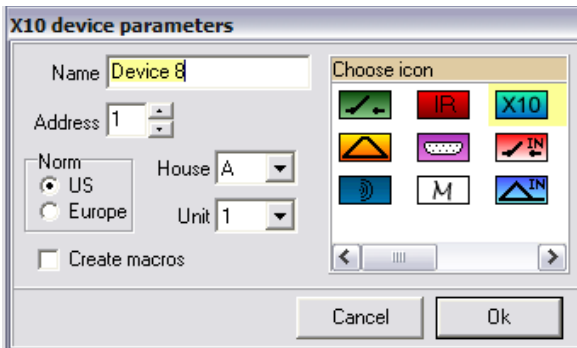 X10 device parameters
Name Device 8
Address 1
Norm
US
Europe
House A
Unit 1
Create macros
Choose icon
IR X10
IN
M IN
Cancel Ok